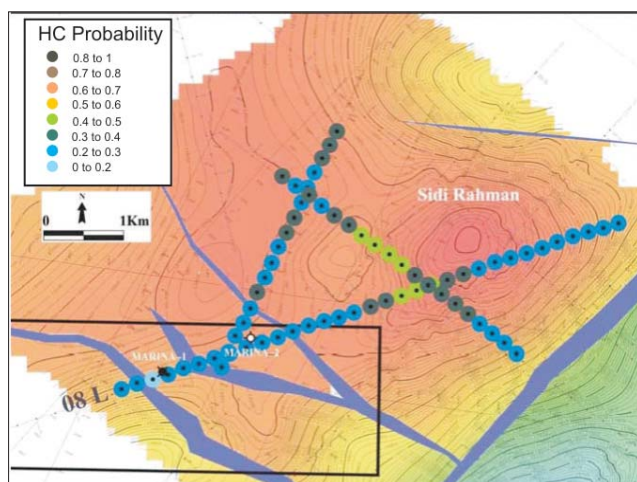 HC Probability
0.8 to 1
0.7 to 0.8
0.6 to 0.7
0.5 to 0.6
0.4 to 0.5
0.3 to 0.4
0.2 to 0.3
0 to 0.2
N
0 1Km
Sidi Rahman
MARINA-1
MARINA-2
08 L